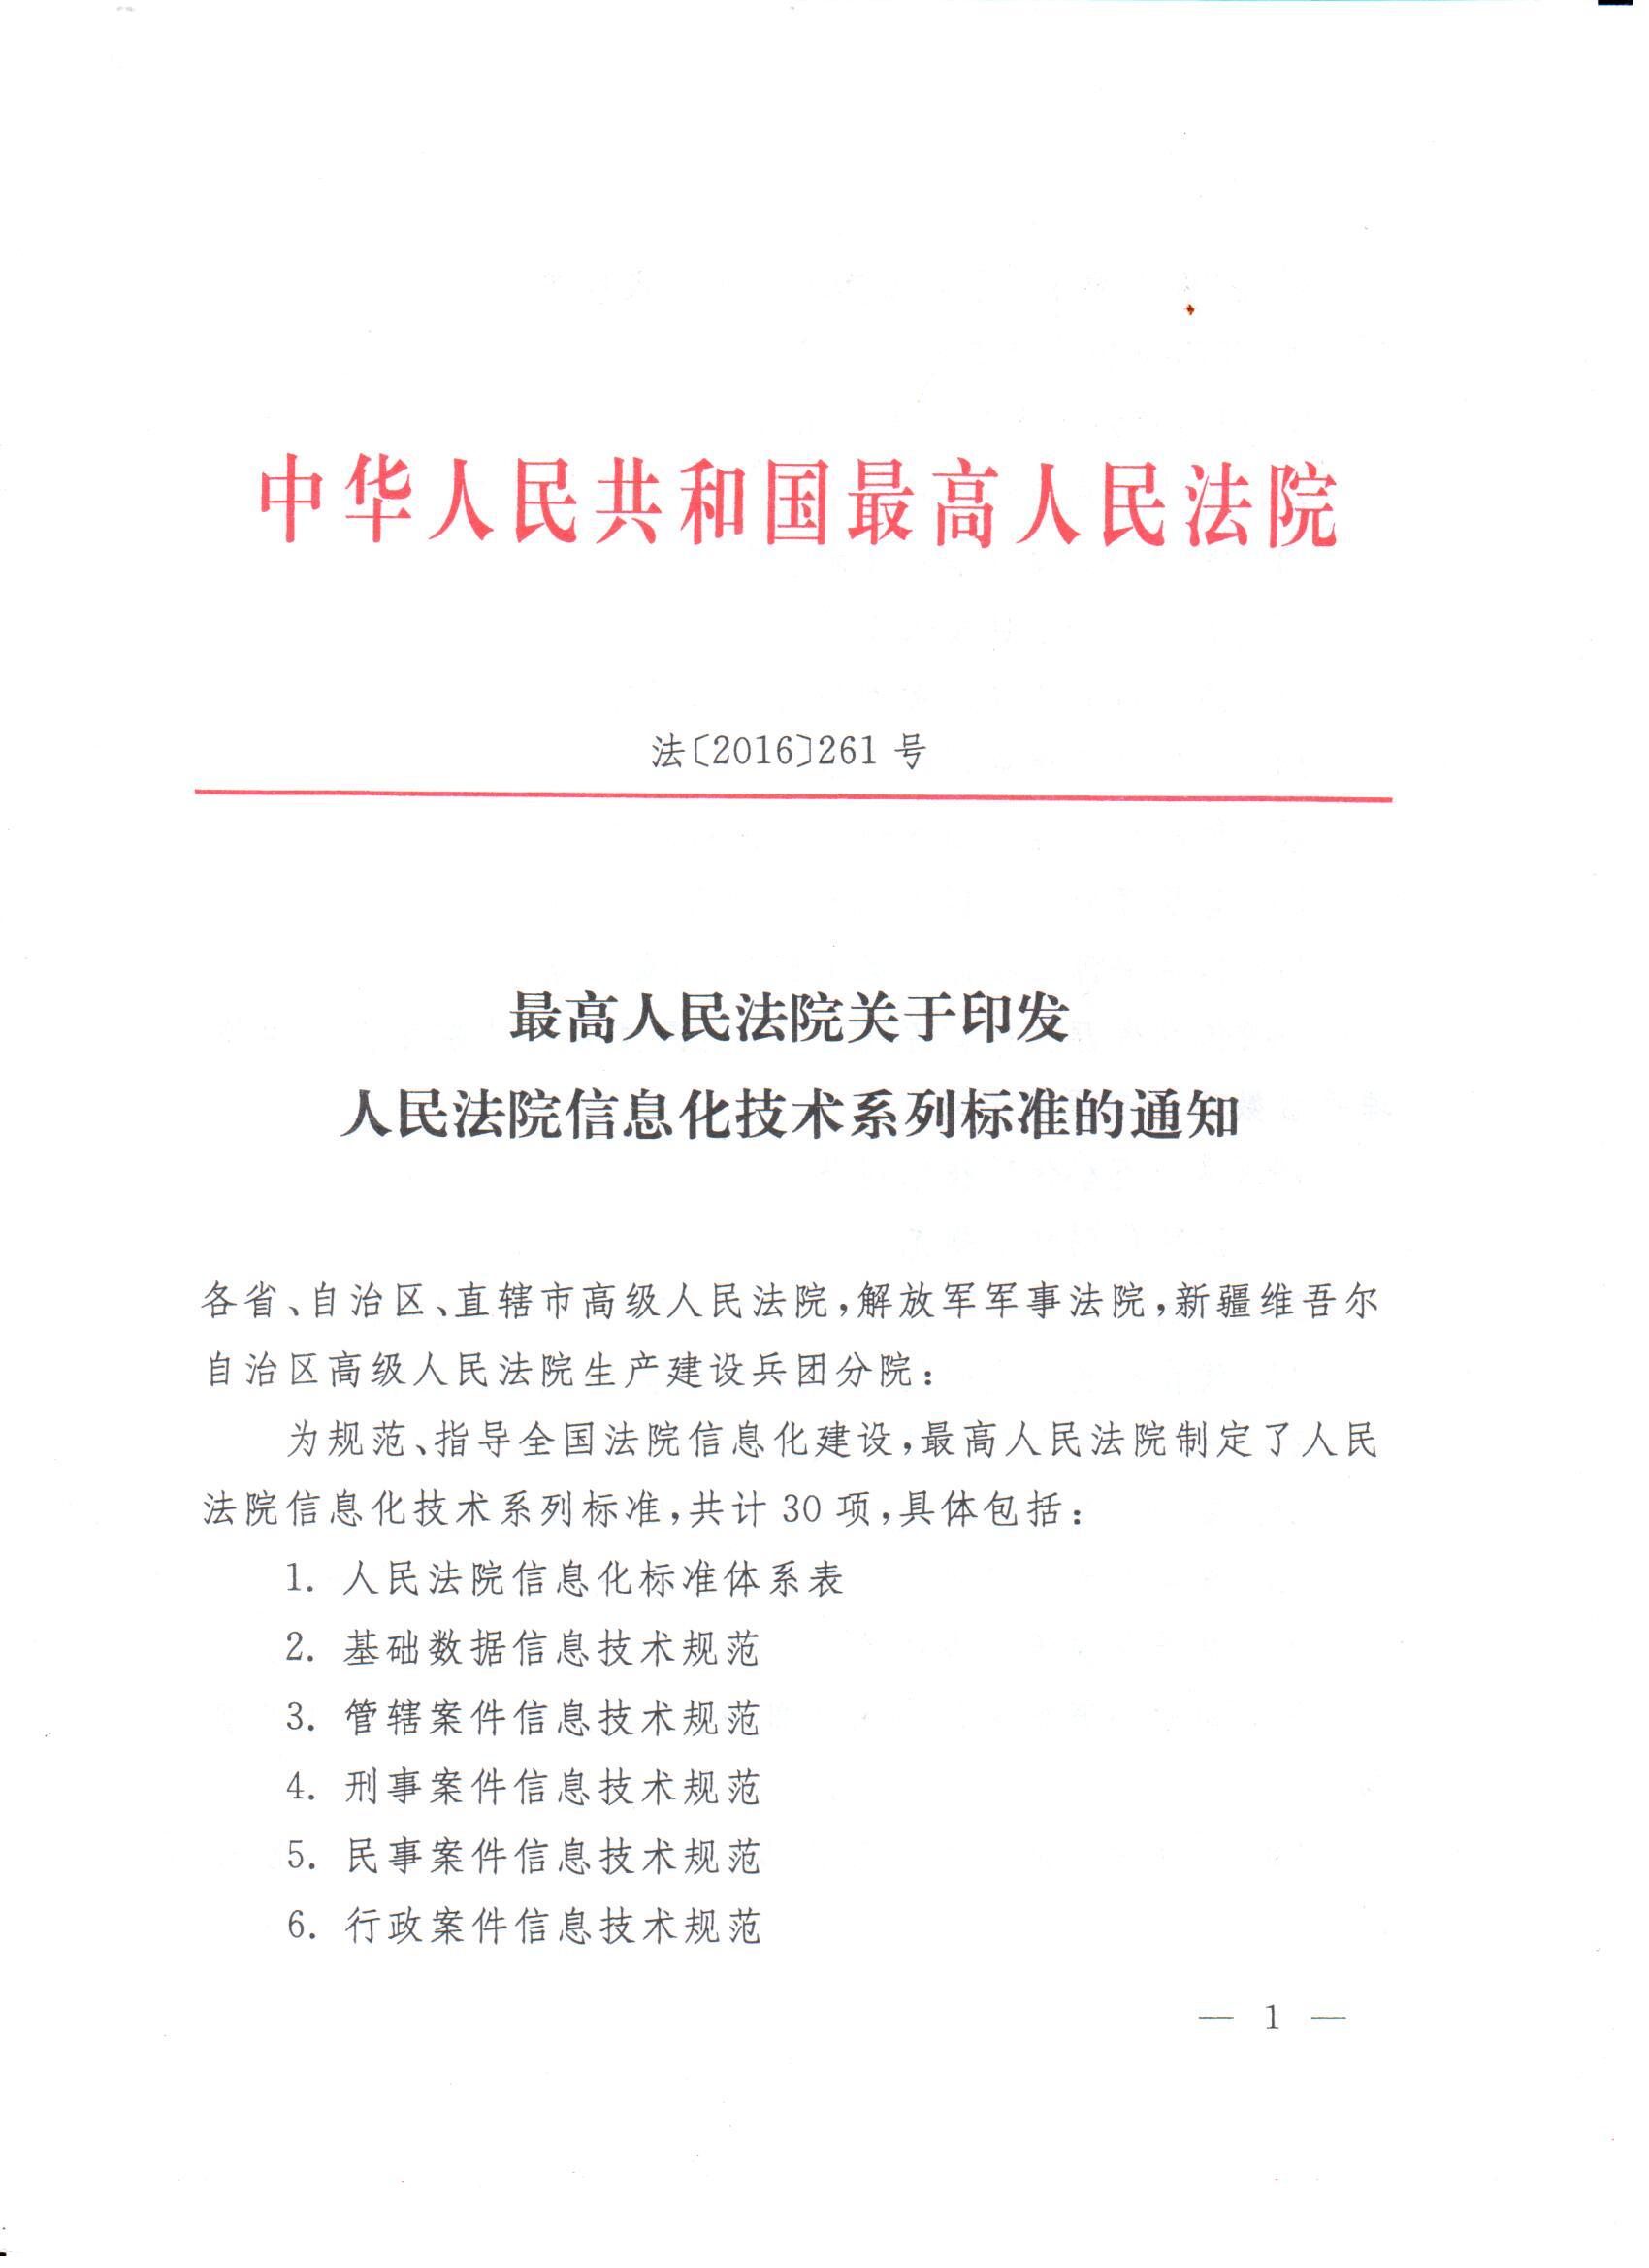 中华人民共和国最高人民法院
法〔2016〕261 号
最高人民法院关于印发
人民法院信息化技术系列标准的通知
各省、自治区、直辖市高级人民法院，解放军军事法院，新疆维吾尔
自治区高级人民法院生产建设兵团分院：
为规范、指导全国法院信息化建设，最高人民法院制定了人民
法院信息化技术系列标准，共计 30 项，具体包括：
1. 人民法院信息化标准体系表
2. 基础数据信息技术规范
3. 管辖案件信息技术规范
4. 刑事案件信息技术规范
5. 民事案件信息技术规范
6. 行政案件信息技术规范
— 1 —